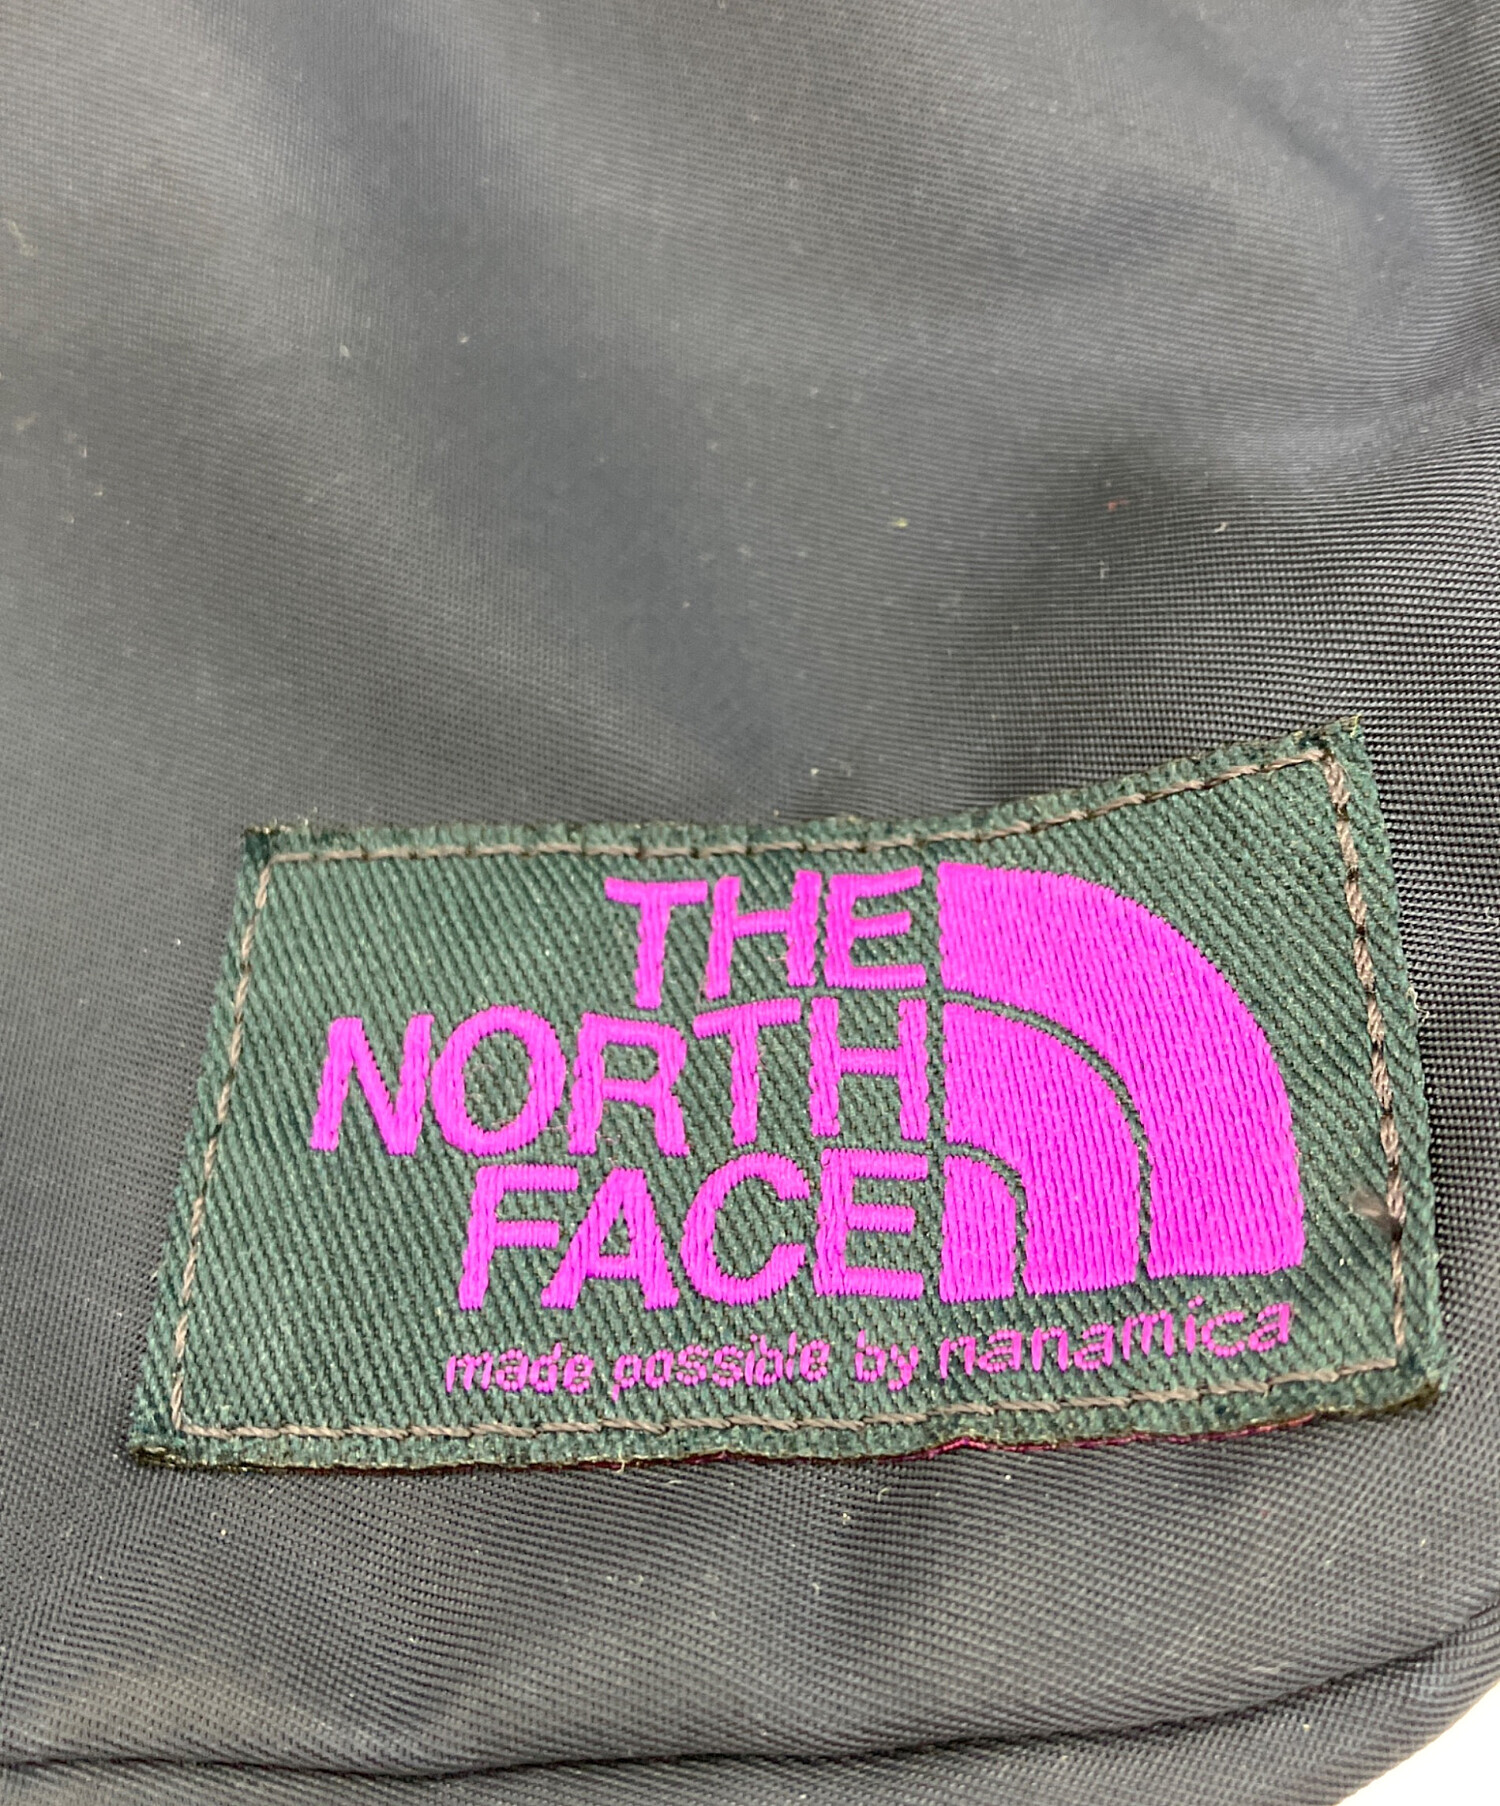 THE
NORTH
FACE
made possible by nanamica